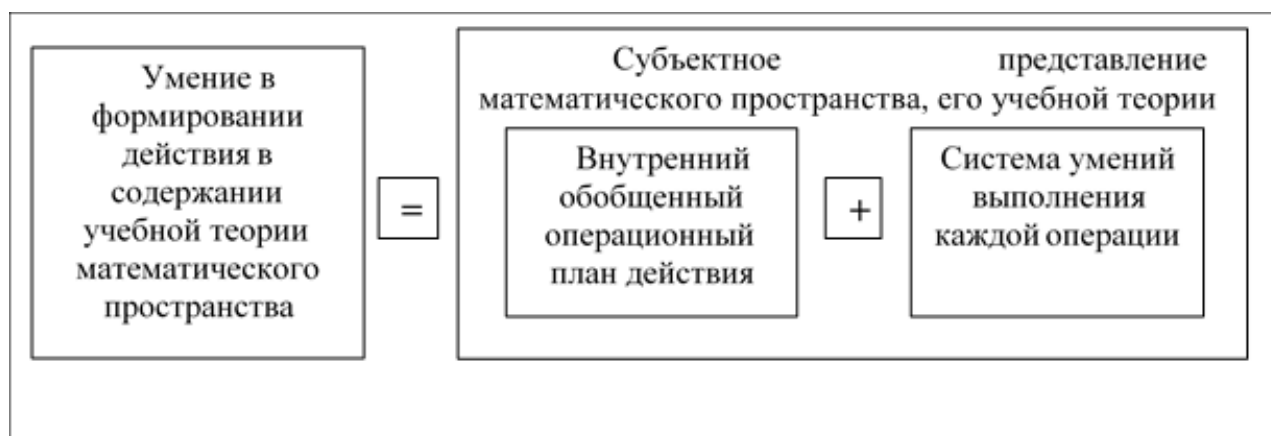 Умение в
формировании
действия в
содержании
учебной теории
математического
пространства
=
Субъектное представление
математического пространства, его учебной теории
Внутренний
обобщенный
операционный
план действия
+
Система умений
выполнения
каждой операции